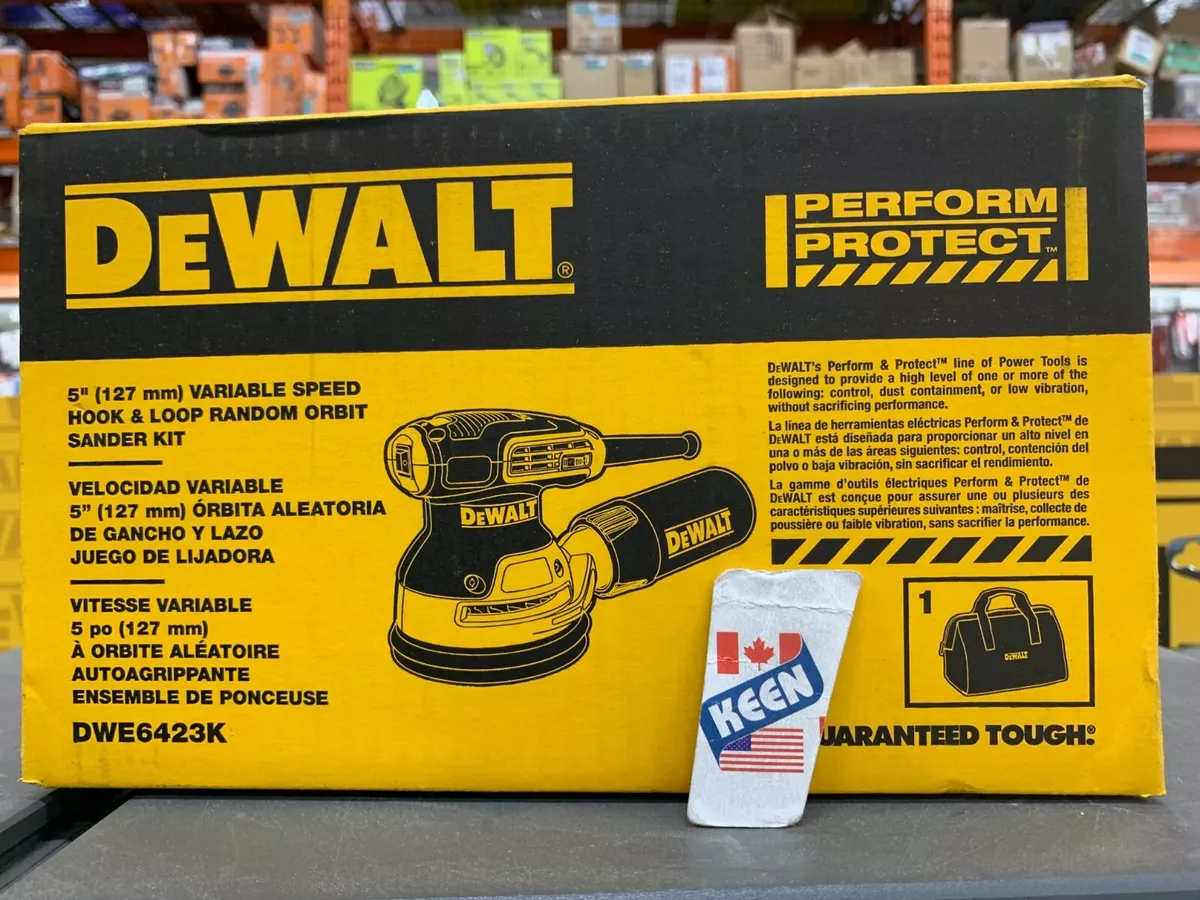 DEWALT®
PERFORM
PROTECT™
5" (127 mm) VARIABLE SPEED
HOOK & LOOP RANDOM ORBIT
SANDER KIT
VELOCIDAD VARIABLE
5” (127 mm) ÓRBITA ALEATORIA
DE GANCHO Y LAZO
JUEGO DE LIJADORA
VITESSE VARIABLE
5 po (127 mm)
À ORBITE ALÉATOIRE
AUTOAGRIPPANTE
ENSEMBLE DE PONCEUSE
DWE6423K
DEWALT
DEWALT
DEWALT's Perform & Protect™ line of Power Tools is
designed to provide a high level of one or more of the
following: control, dust containment, or low vibration,
without sacrificing performance.
La línea de herramientas eléctricas Perform & Protect™ de
DEWALT está diseñada para proporcionar un alto nivel en
una o más de las áreas siguientes: control, contención del
polvo o baja vibración, sin sacrificar el rendimiento.
La gamme d'outils électriques Perform & Protect™ de
DEWALT est conçue pour assurer une ou plusieurs des
caractéristiques supérieures suivantes : maîtrise, collecte de
poussière ou faible vibration, sans sacrifier la performance.
1
DEWALT
KEEN
UARANTEED TOUGH.®